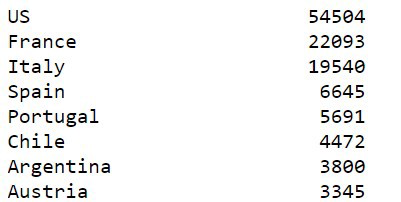 US 54504
France 22093
Italy 19540
Spain 6645
Portugal 5691
Chile 4472
Argentina 3800
Austria 3345